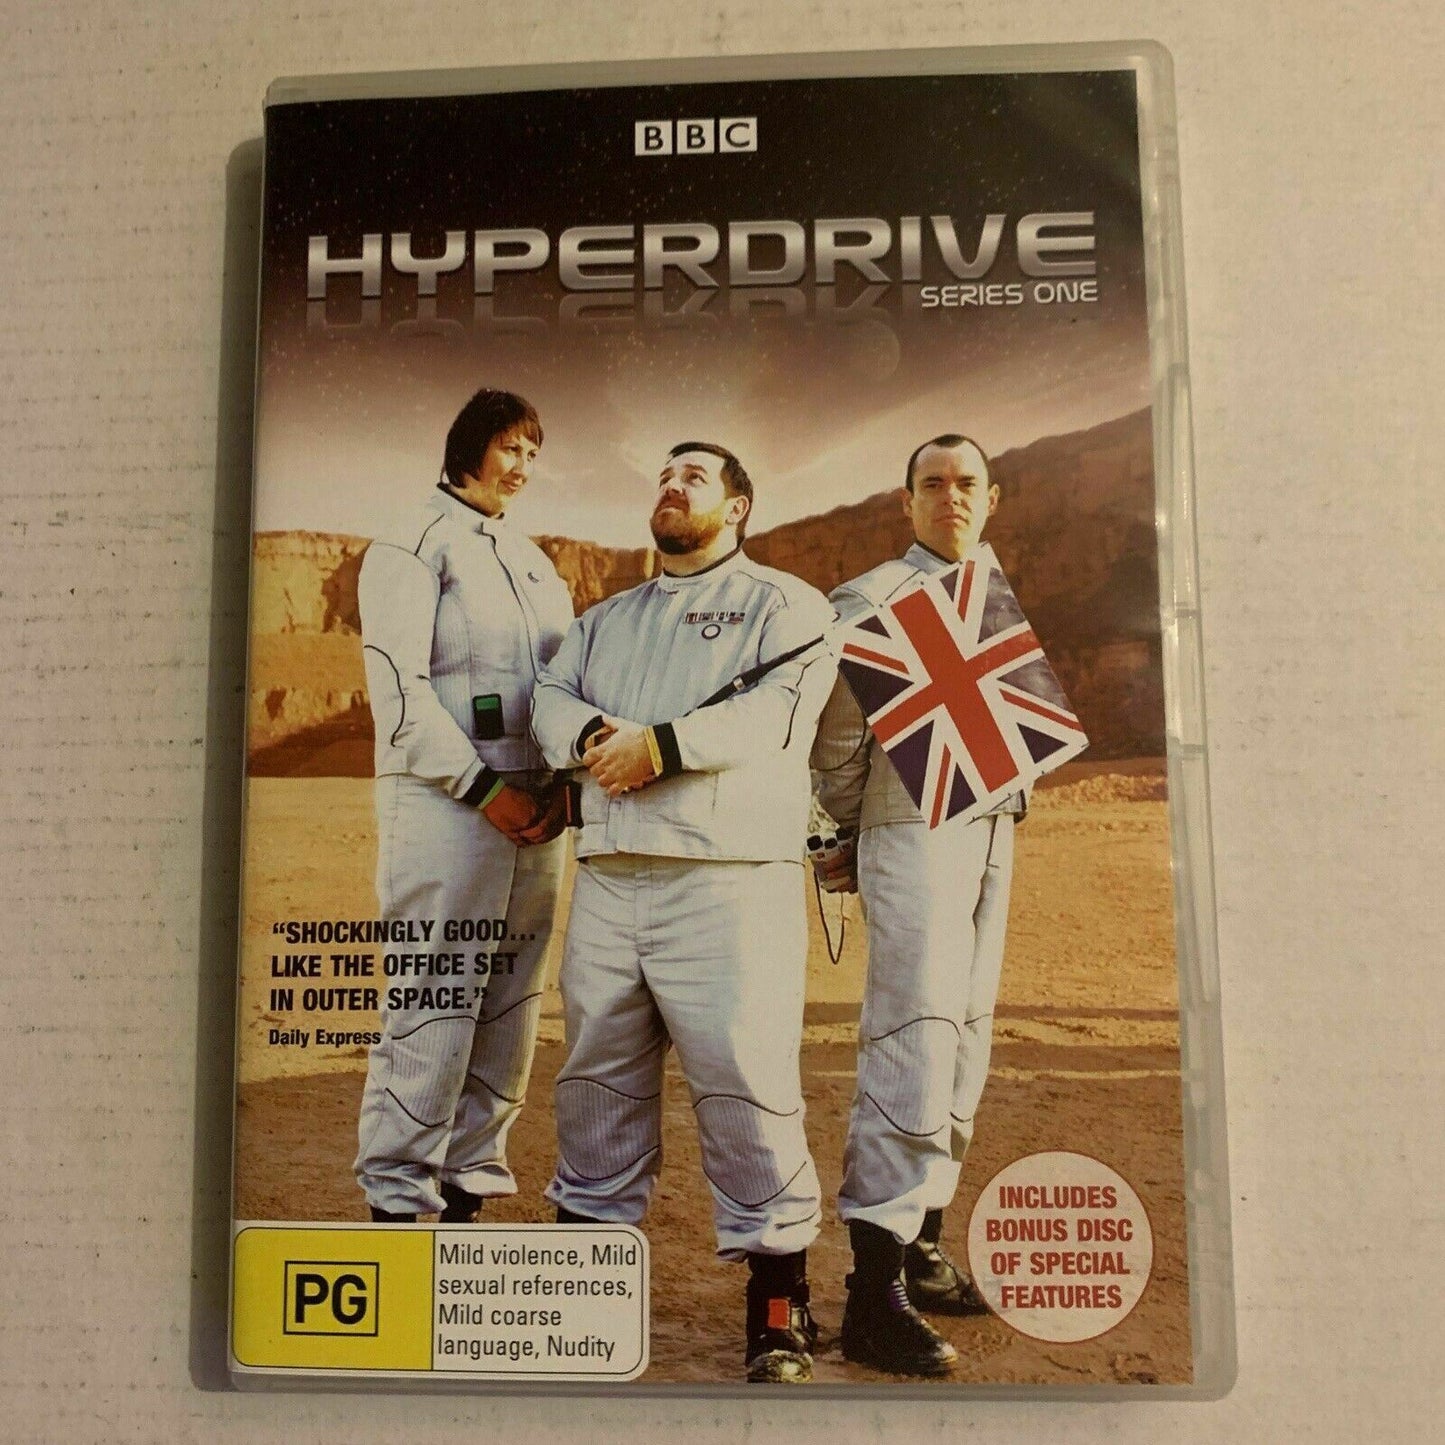 BBC
HYPERDRIVE
SERIES ONE
“SHOCKINGLY GOOD...
LIKE THE OFFICE SET
IN OUTER SPACE.”
Daily Express
PG
Mild violence, Mild
sexual references,
Mild coarse
language, Nudity
INCLUDES
BONUS DISC
OF SPECIAL
FEATURES